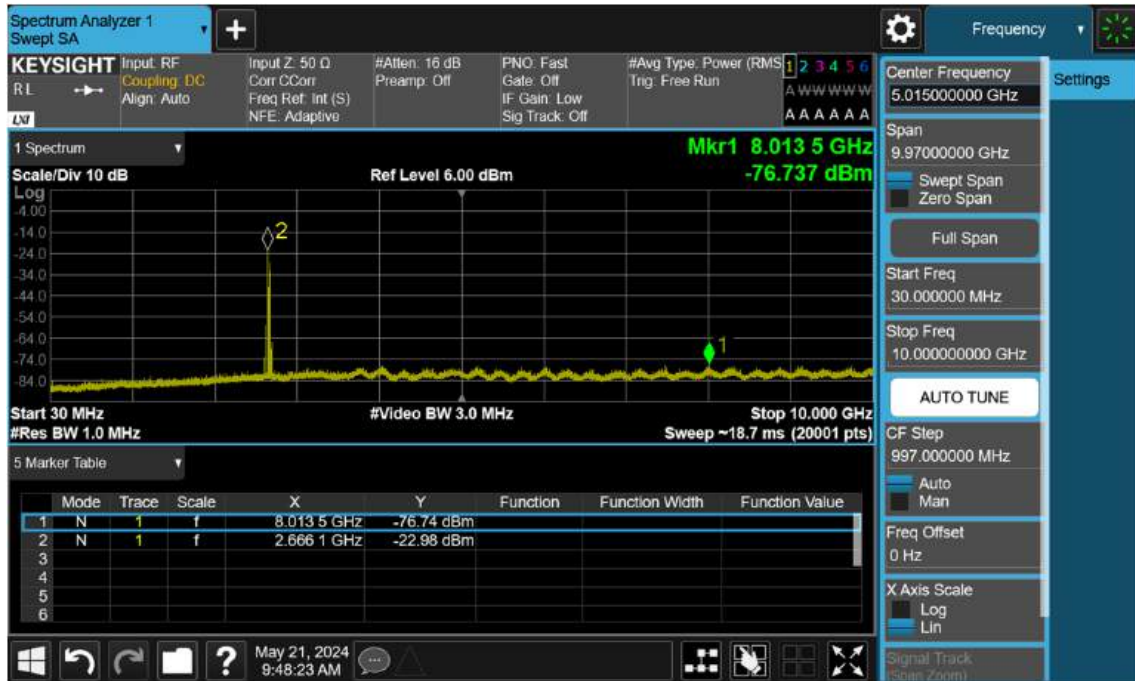 Spectrum Analyzer 1
Swept SA
+
Frequency
KEYSIGHT
RL
LXI
Input: RF
Coupling: DC
Align: Auto
Input Z: 50 Ω
Corr CCorr
Freq Ref: Int (S)
NFE: Adaptive
#Atten: 16 dB
Preamp: Off
PNO: Fast
Gate: Off
IF Gain: Low
Sig Track: Off
#Avg Type: Power (RMS
Trig: Free Run
1 2 3 4 5 6
A W W W W W
A A A A A A
1 Spectrum
Scale/Div 10 dB
Ref Level 6.00 dBm
Mkr1 8.013 5 GHz
-76.737 dBm
Log
-4.00
-14.0
-24.0
-34.0
-44.0
-54.0
-64.0
-74.0
-84.0
2
1
Start 30 MHz
#Res BW 1.0 MHz
#Video BW 3.0 MHz
Stop 10.000 GHz
Sweep ~18.7 ms (20001 pts)
5 Marker Table
Mode Trace Scale X Y Function Function Width Function Value
1 N 1 f 8.013 5 GHz -76.74 dBm
2 N 1 f 2.666 1 GHz -22.98 dBm
3
4
5
6
?
May 21, 2024
9:48:23 AM
Center Frequency
5.015000000 GHz
Settings
Span
9.97000000 GHz
Swept Span
Zero Span
Full Span
Start Freq
30.000000 MHz
Stop Freq
10.000000000 GHz
AUTO TUNE
CF Step
997.000000 MHz
Auto
Man
Freq Offset
0 Hz
X Axis Scale
Log
Lin
Signal Track
(Span Zoom)